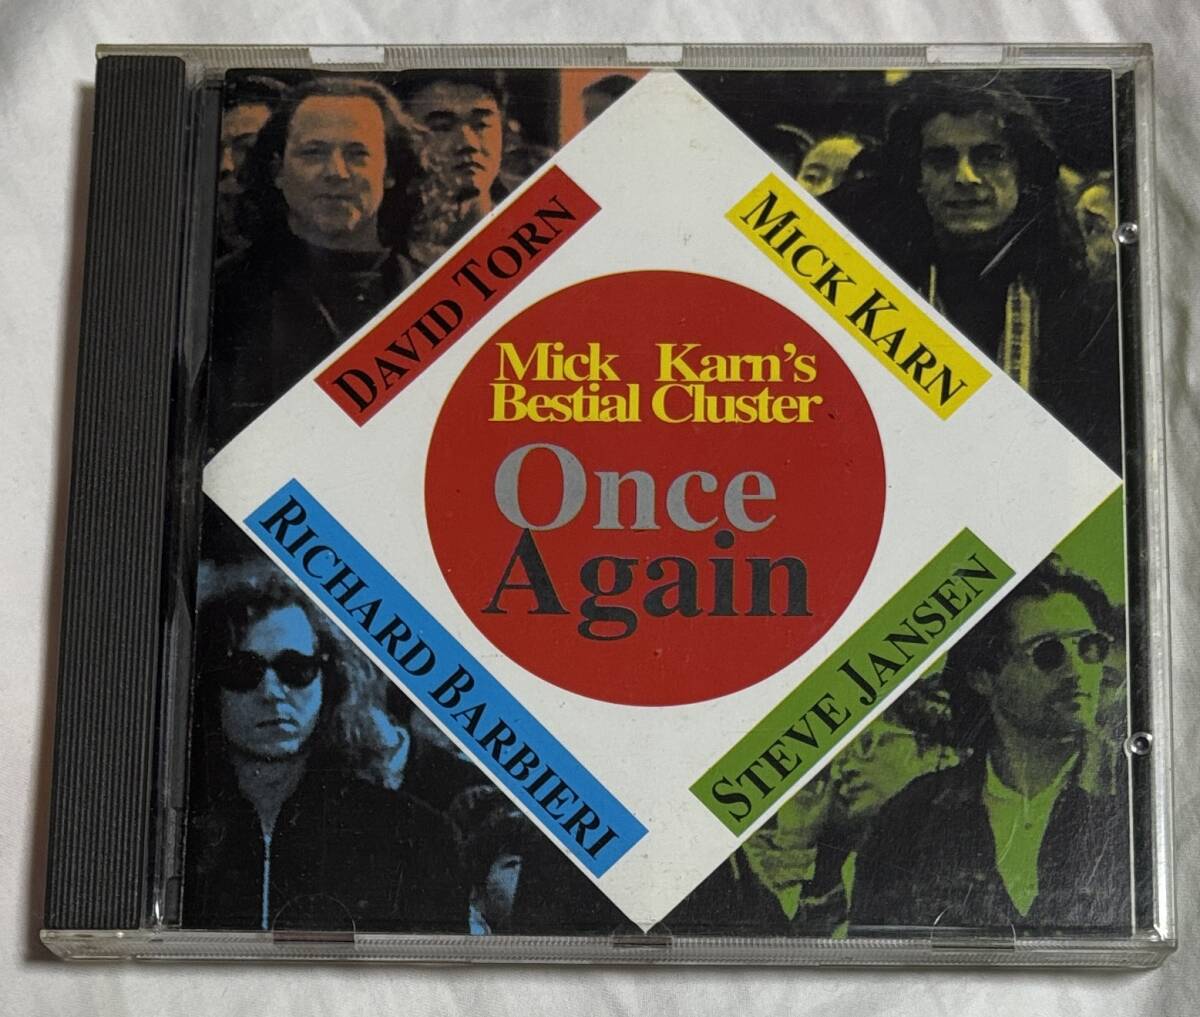 DAVID TORN
MICK KARN
Mick Karn's
Bestial Cluster
Once
Again
RICHARD BARBIERI
STEVE JANSEN